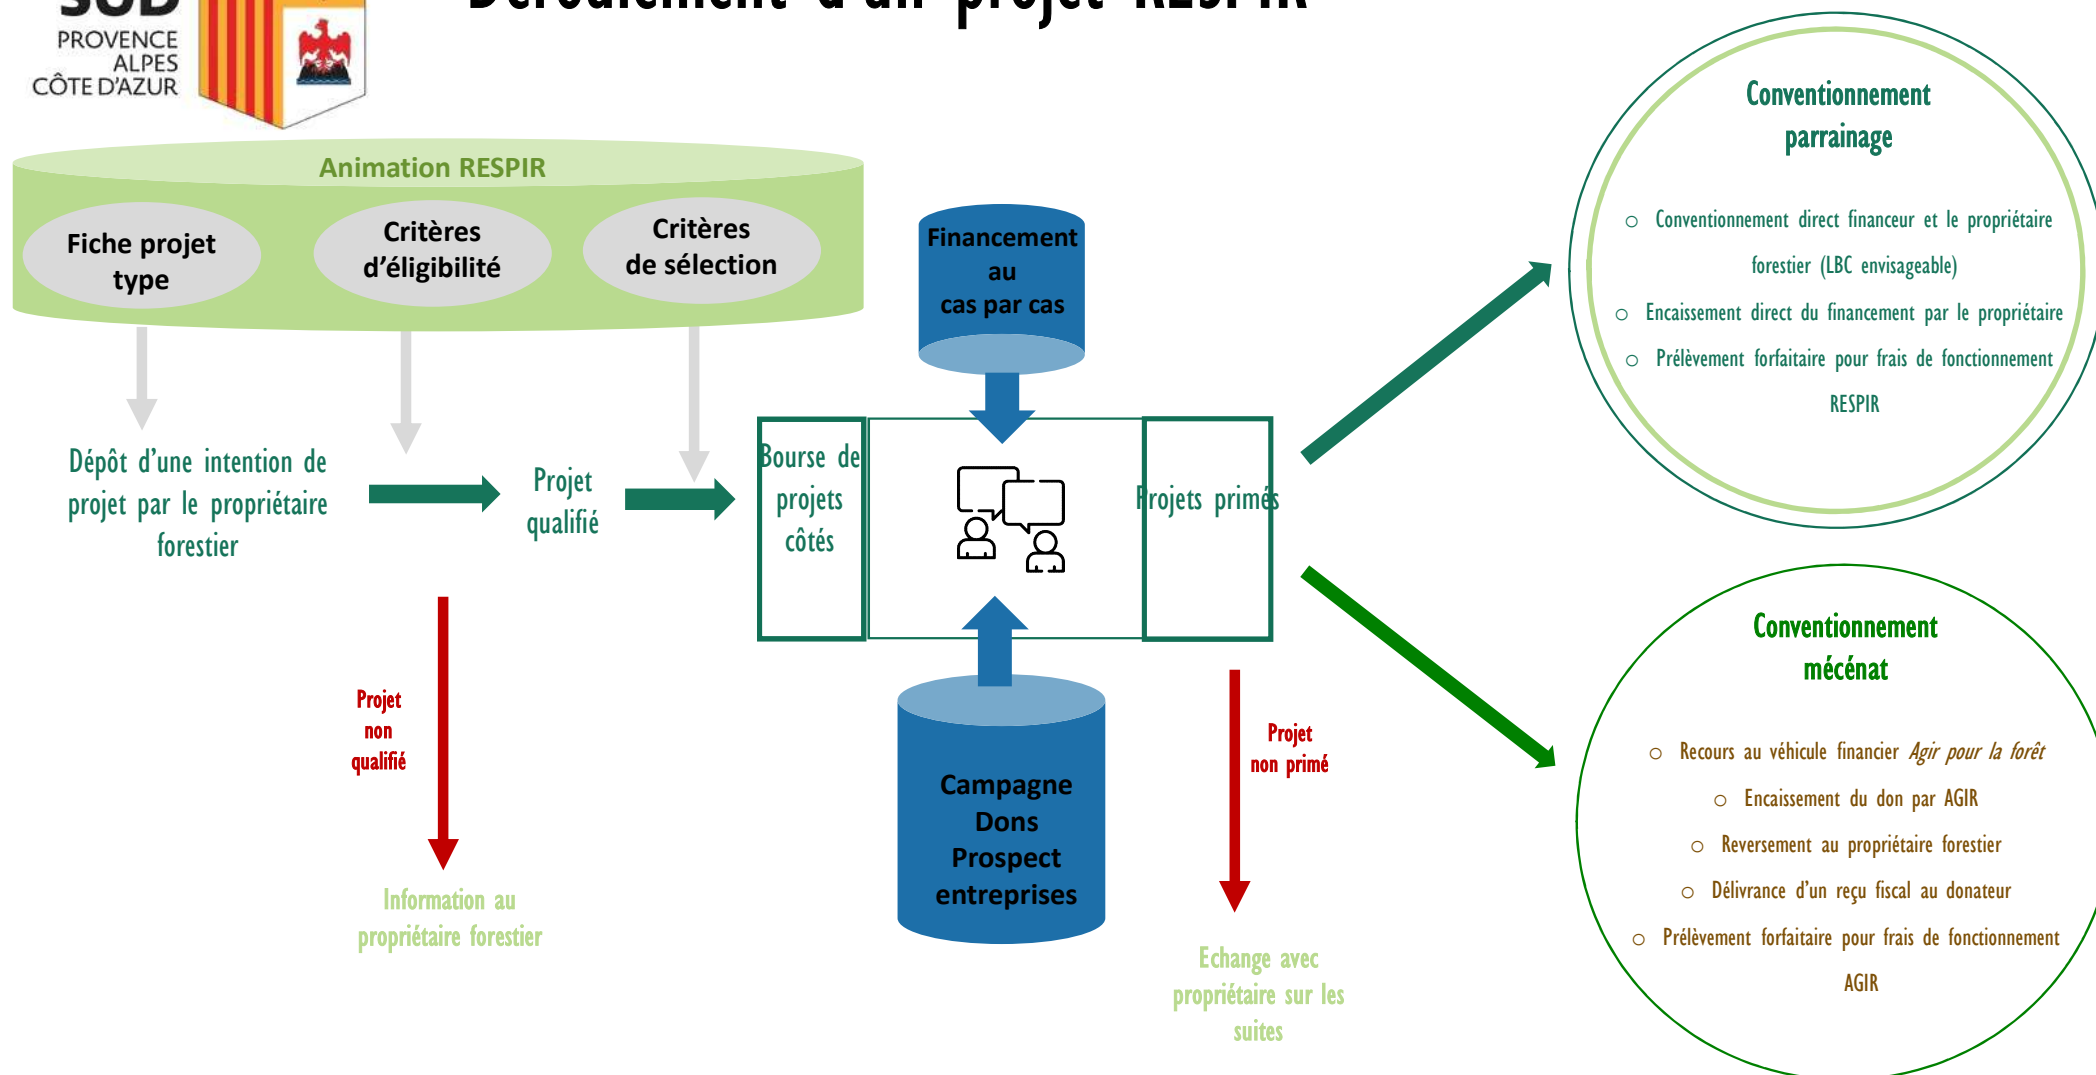 SUD
PROVENCE
ALPES
CÔTE D'AZUR
Déroulement d'un projet RESPIR
Animation RESPIR
Fiche projet
type
Critères
d'éligibilité
Critères
de sélection
Financement
au
cas par cas
Dépôt d'une intention de
projet par le propriétaire
forestier
Projet
qualifié
Bourse de
projets
côtés
Projets primés
Projet
non
qualifié
Information au
propriétaire forestier
Campagne
Dons
Prospect
entreprises
Projet
non primé
Echange avec
propriétaire sur les
suites
Conventionnement
parrainage
o Conventionnement direct financeur et le propriétaire
forestier (LBC envisageable)
o Encaissement direct du financement par le propriétaire
o Prélèvement forfaitaire pour frais de fonctionnement
RESPIR
Conventionnement
mécénat
o Recours au véhicule financier Agir pour la forêt
o Encaissement du don par AGIR
o Reversement au propriétaire forestier
o Délivrance d'un reçu fiscal au donateur
o Prélèvement forfaitaire pour frais de fonctionnement
AGIR